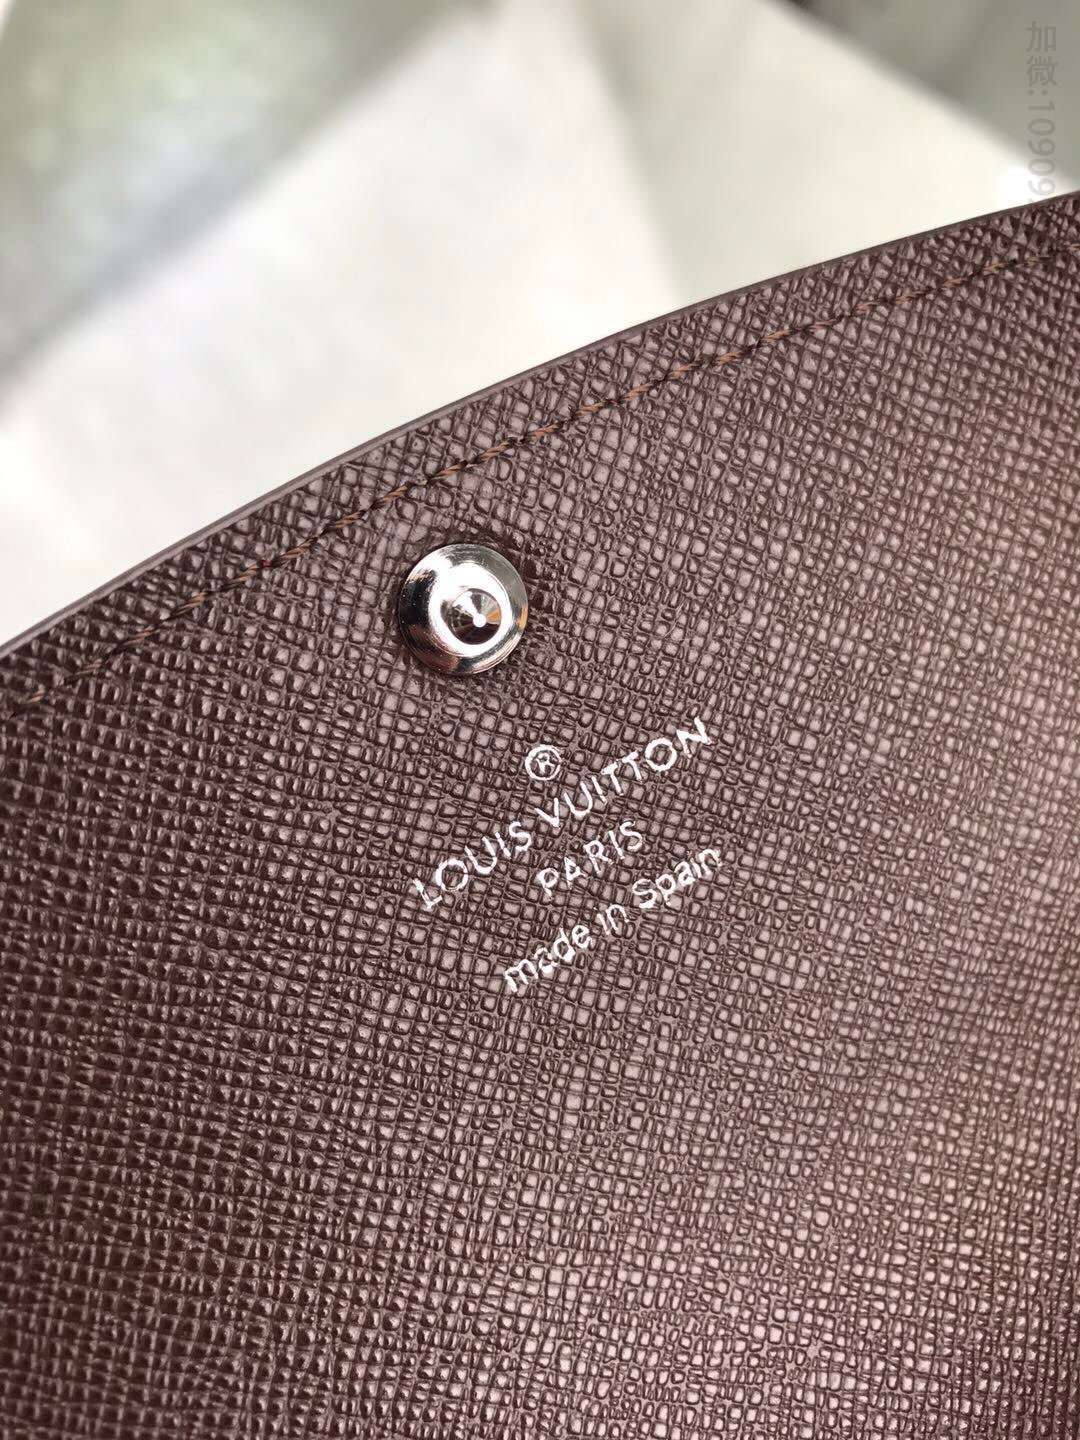 加微:10909
®
LOUIS VUITTON
PARIS
made in Spain